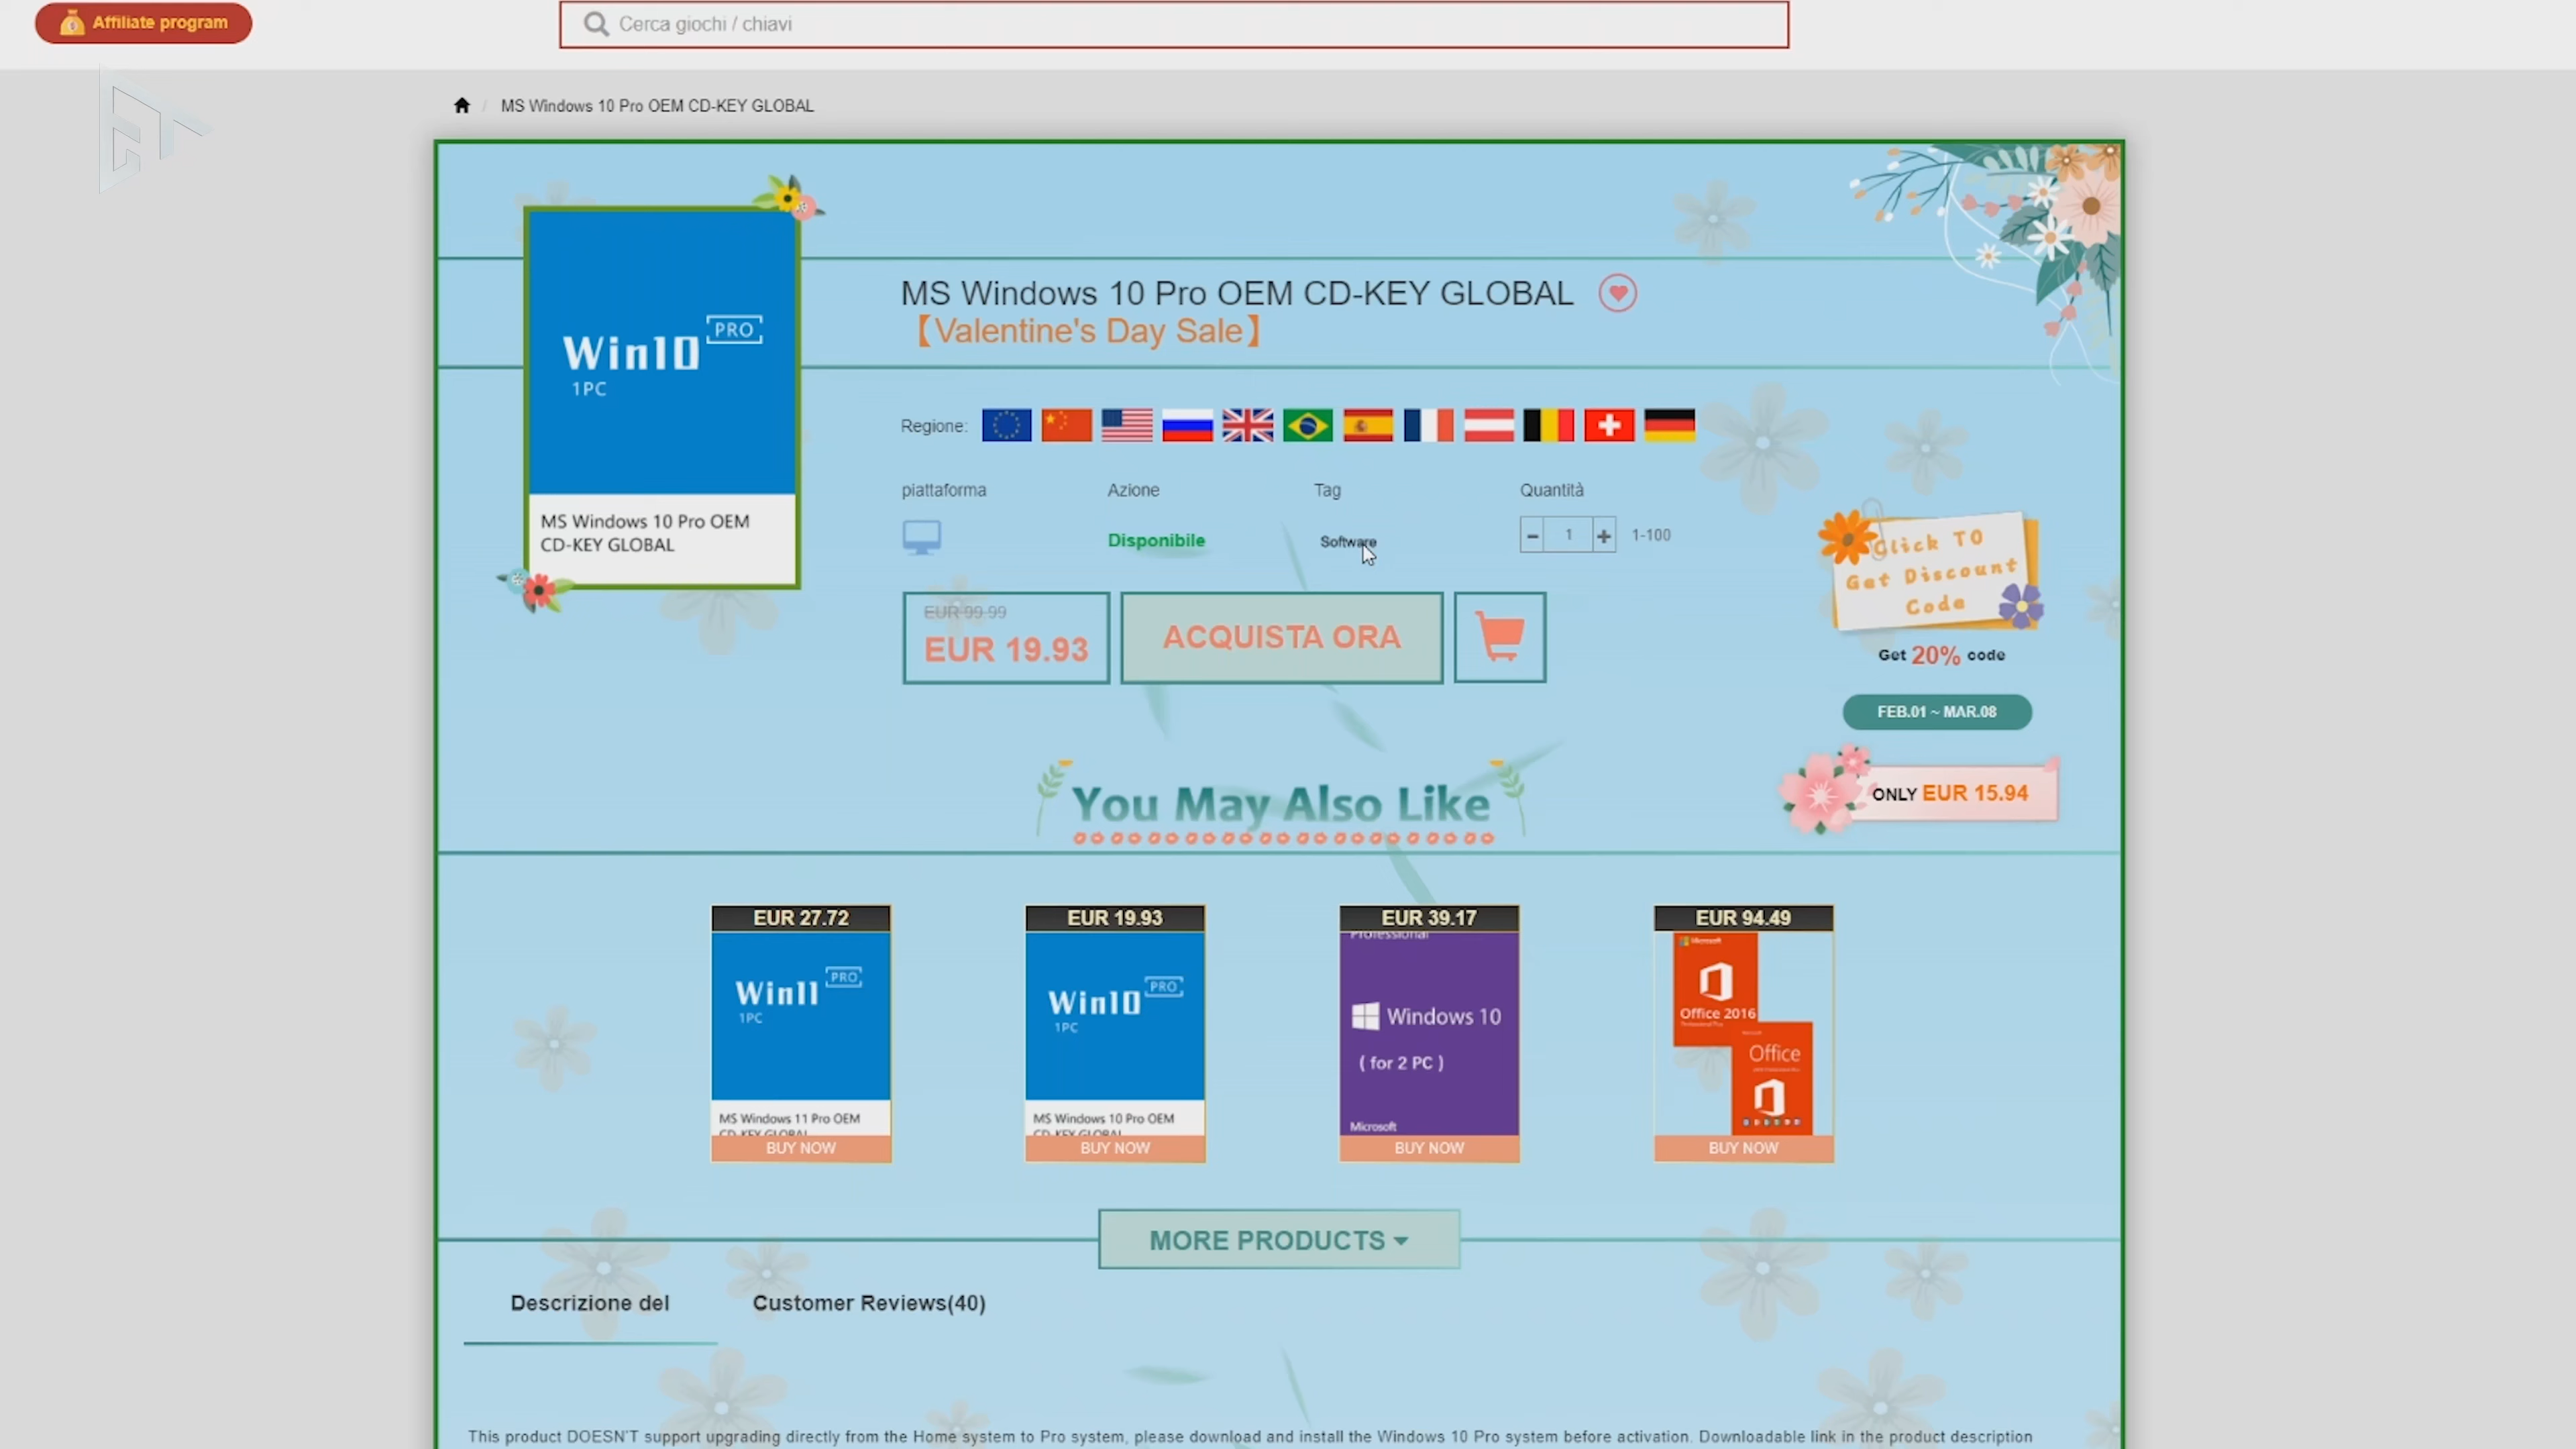 Affiliate program
Cerca giochi / chiavi
MS Windows 10 Pro OEM CD-KEY GLOBAL
Win10 PRO
1PC
MS Windows 10 Pro OEM
CD-KEY GLOBAL
MS Windows 10 Pro OEM CD-KEY GLOBAL
【Valentine's Day Sale】
Regione:
piattaforma Azione Tag Quantità
Disponibile Software 1 1-100
EUR 99.99
EUR 19.93
ACQUISTA ORA
Click TO
Get Discount
Code
Get 20% code
FEB.01 ~ MAR.08
ONLY EUR 15.94
You May Also Like
EUR 27.72
Win11 PRO
1PC
MS Windows 11 Pro OEM
CD-KEY GLOBAL
BUY NOW
EUR 19.93
Win10 PRO
1PC
MS Windows 10 Pro OEM
CD-KEY GLOBAL
BUY NOW
EUR 39.17
Professional
Windows 10
( for 2 PC )
Microsoft
BUY NOW
EUR 94.49
Microsoft
Office 2016
Office
BUY NOW
MORE PRODUCTS
Descrizione del Customer Reviews(40)
This product DOESN'T support upgrading directly from the Home system to Pro system, please download and install the Windows 10 Pro system before activation. Downloadable link in the product description